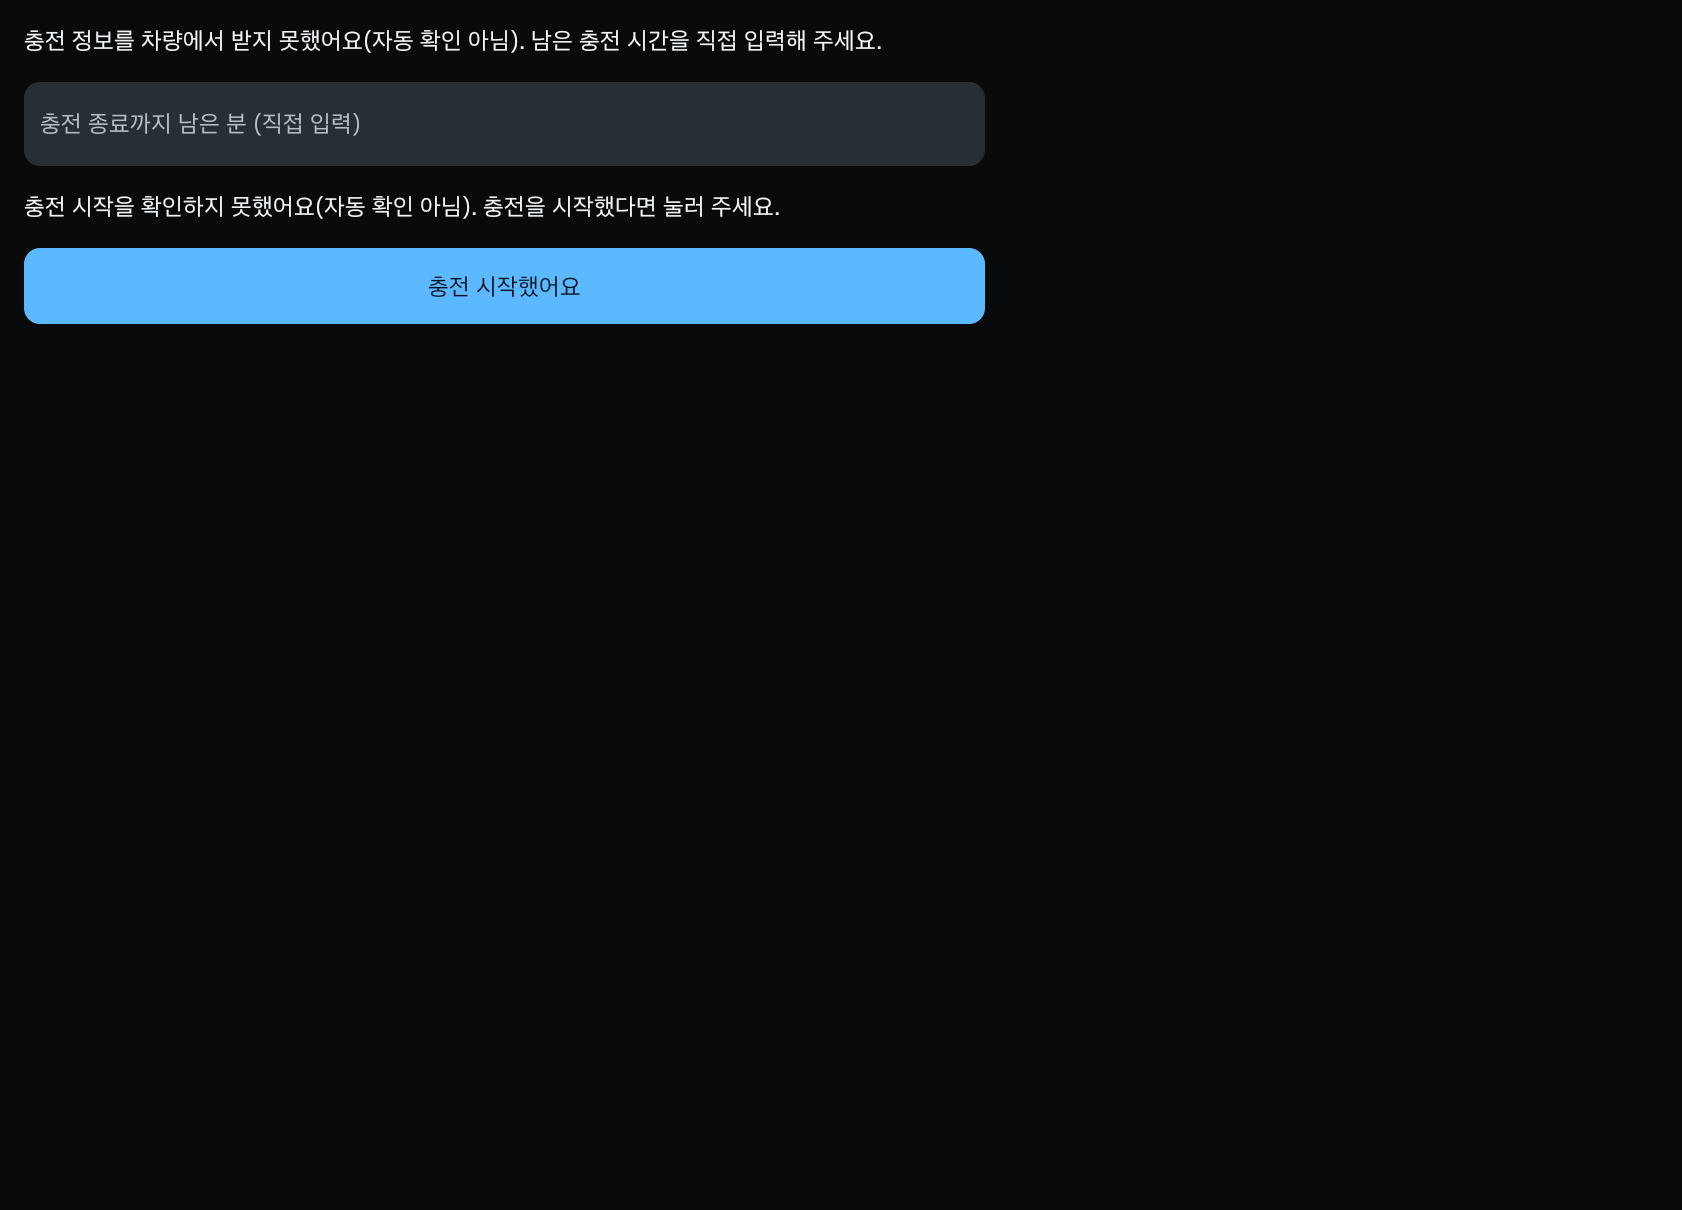 충전 정보를 차량에서 받지 못했어요(자동 확인 아님). 남은 충전 시간을 직접 입력해 주세요.
충전 종료까지 남은 분 (직접 입력)
충전 시작을 확인하지 못했어요(자동 확인 아님). 충전을 시작했다면 눌러 주세요.
충전 시작했어요